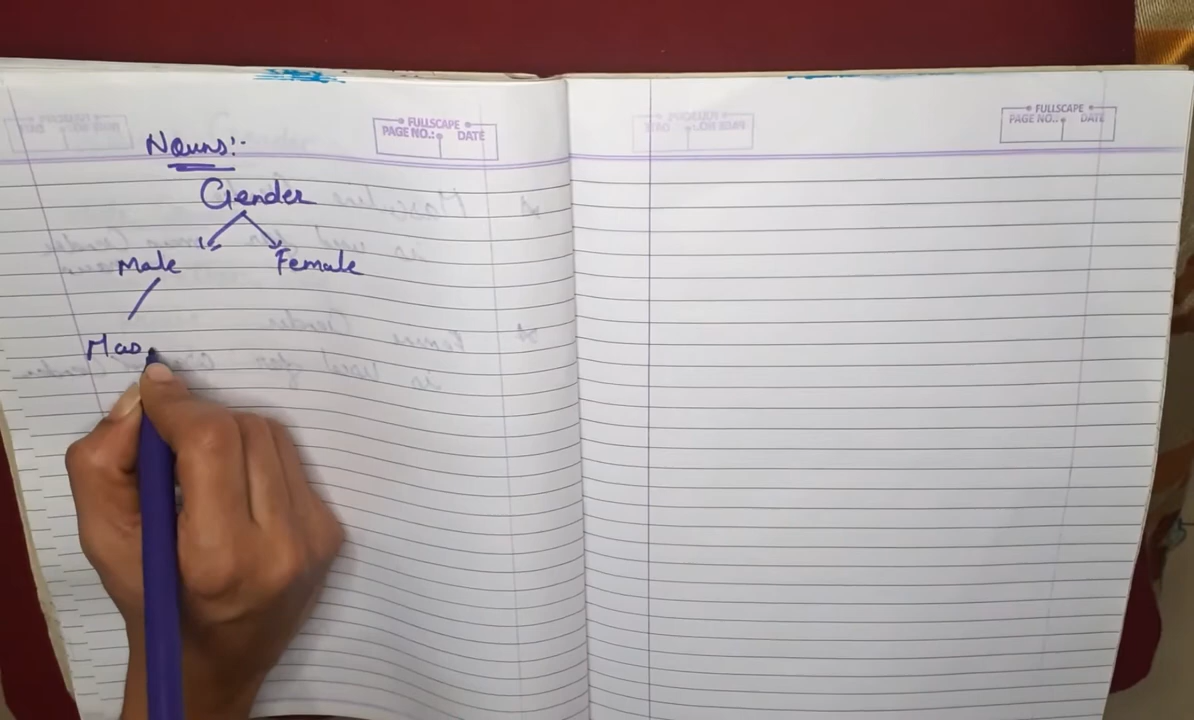 FULLSCAPE
PAGE NO.: DATE
Nouns:-
Gender
Male Female
Mas
FULLSCAPE
PAGE NO.: DATE